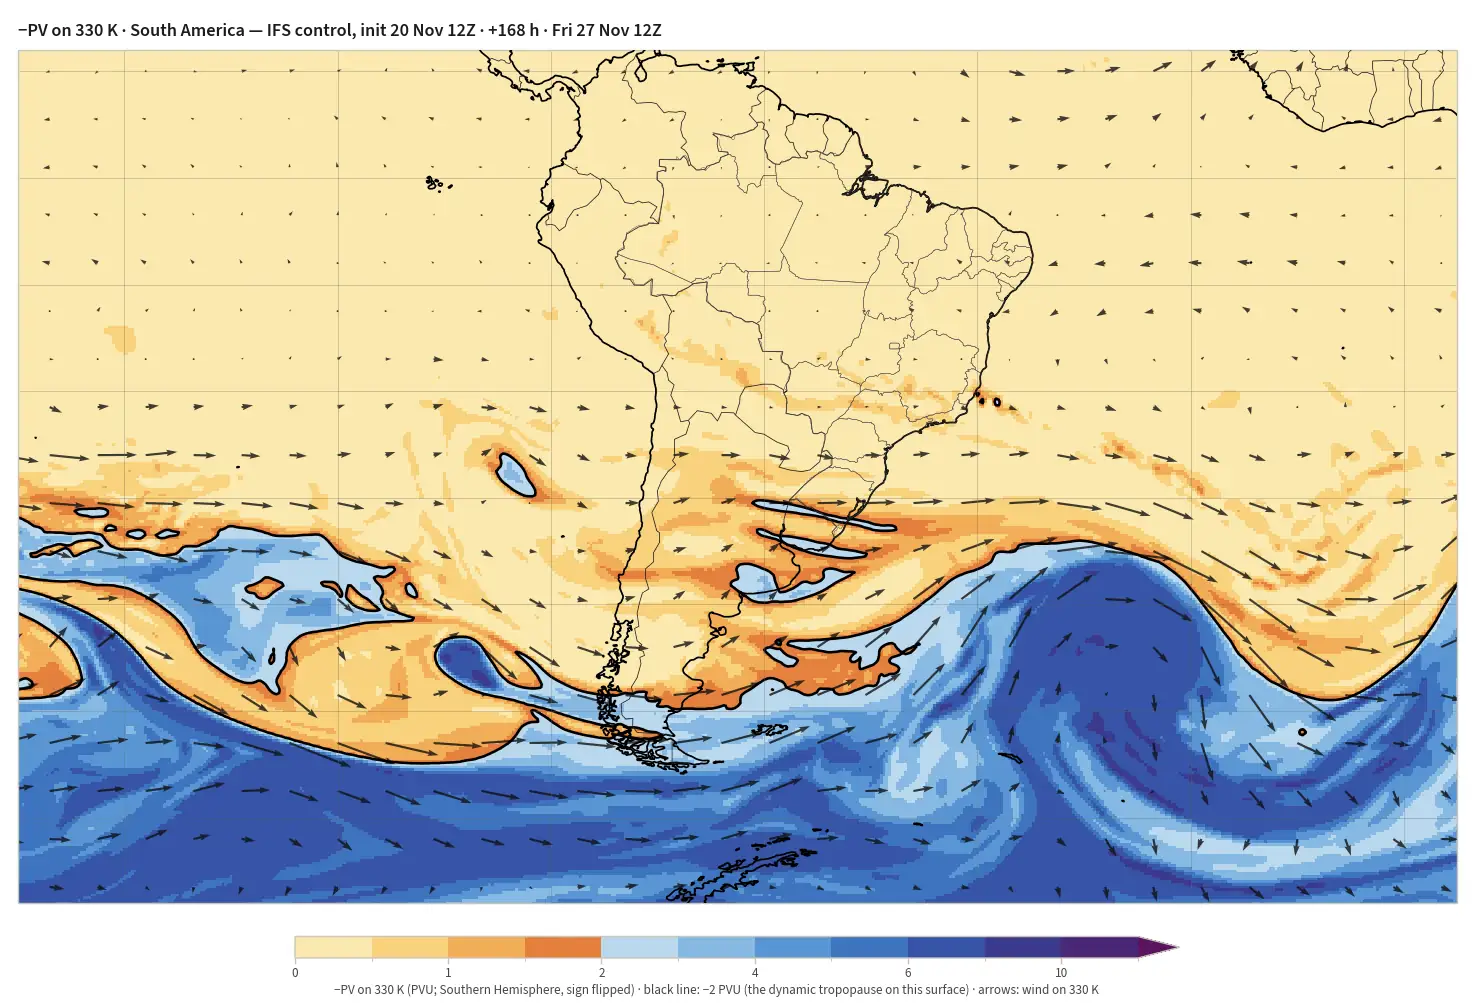 −PV on 330 K · South America — IFS control, init 20 Nov 12Z · +168 h · Fri 27 Nov 12Z
0 1 2 4 6 10
−PV on 330 K (PVU; Southern Hemisphere, sign flipped) · black line: −2 PVU (the dynamic tropopause on this surface) · arrows: wind on 330 K